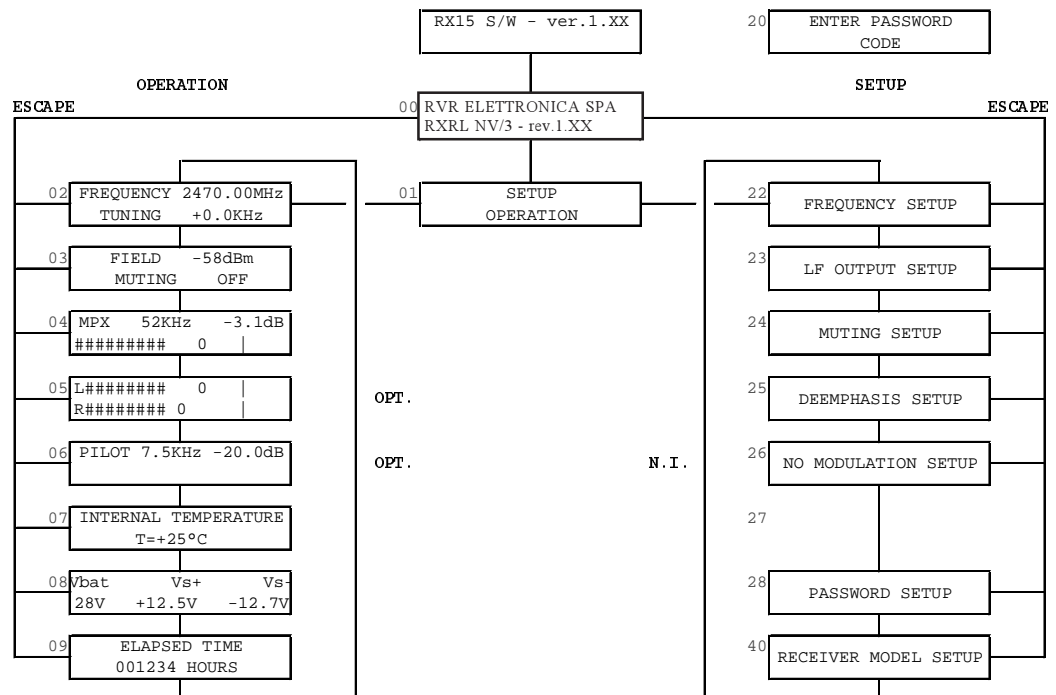 RX15 S/W - ver.1.XX
20 ENTER PASSWORD
CODE
OPERATION
SETUP
ESCAPE
00 RVR ELETTRONICA SPA
RXRL NV/3 - rev.1.XX
ESCAPE
02 FREQUENCY 2470.00MHz
TUNING +0.0KHz
01 SETUP
OPERATION
22 FREQUENCY SETUP
03 FIELD -58dBm
MUTING OFF
23 LF OUTPUT SETUP
04 MPX 52KHz -3.1dB
######### 0 |
24 MUTING SETUP
05 L######## 0 |
R######## 0 |
OPT.
25 DEEMPHASIS SETUP
06 PILOT 7.5KHz -20.0dB
OPT.
N.I.
26 NO MODULATION SETUP
07 INTERNAL TEMPERATURE
T=+25°C
27
08 Vbat Vs+ Vs-
28V +12.5V -12.7V
28 PASSWORD SETUP
09 ELAPSED TIME
001234 HOURS
40 RECEIVER MODEL SETUP